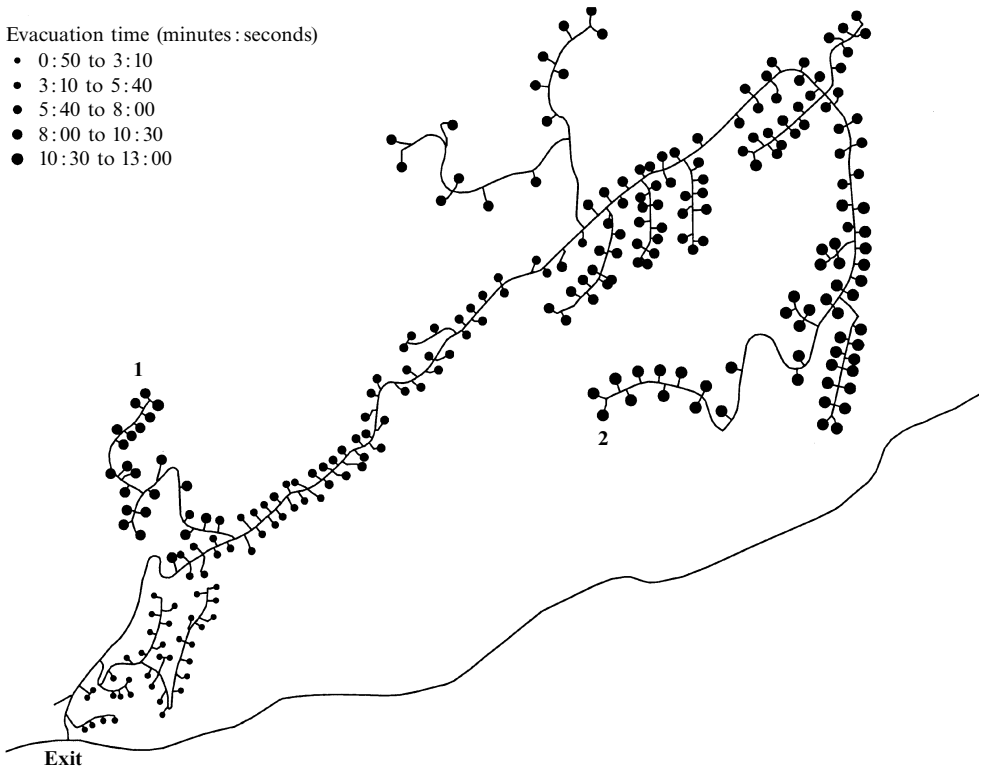 Evacuation time (minutes:seconds)
0:50 to 3:10
3:10 to 5:40
5:40 to 8:00
8:00 to 10:30
10:30 to 13:00
1
2
Exit